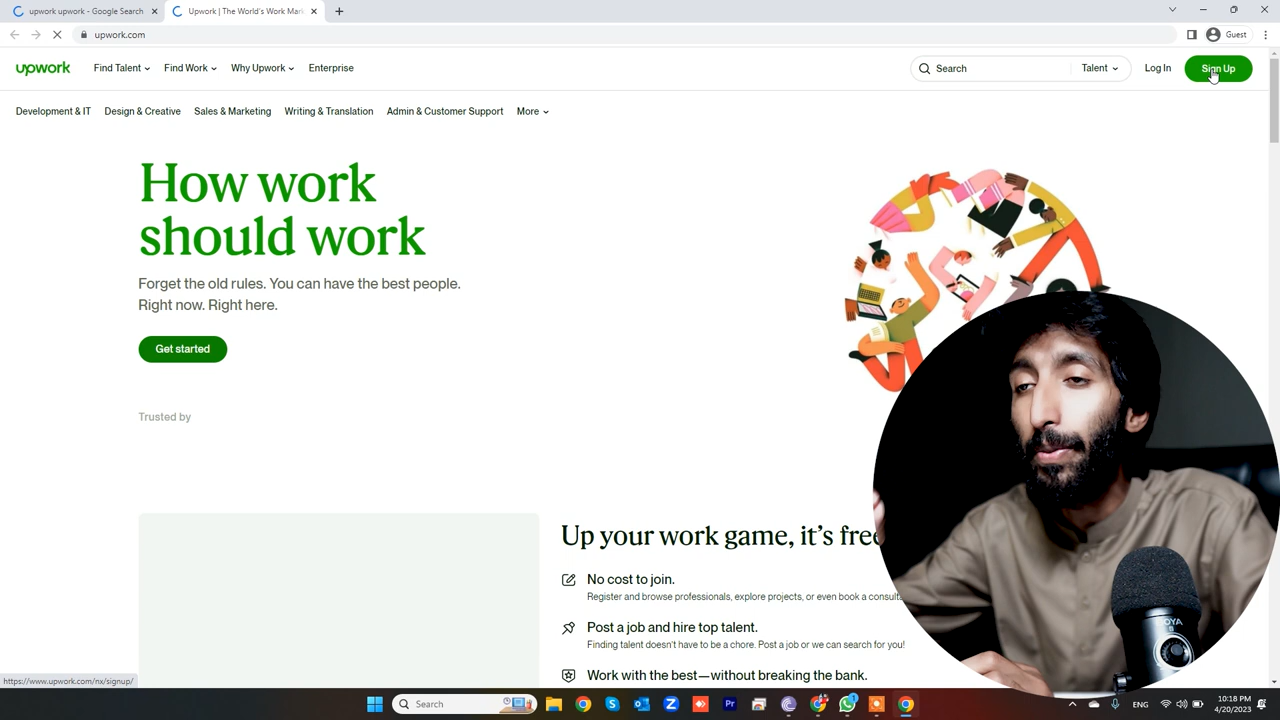 upwork upwork - Google Search
Upwork | The World's Work Mark
upwork.com
Guest
upwork
Find Talent
Find Work
Why Upwork
Enterprise
Search
Talent
Log In
Sign Up
Development & IT
Design & Creative
Sales & Marketing
Writing & Translation
Admin & Customer Support
More
How work
should work
Forget the old rules. You can have the best people.
Right now. Right here.
Get started
Trusted by
Up your work game, it's free
No cost to join.
Register and browse professionals, explore projects, or even book a consult
Post a job and hire top talent.
Finding talent doesn't have to be a chore. Post a job or we can search for you!
Work with the best—without breaking the bank.
https://www.upwork.com/nx/signup/
BOYA
Search
ENG
10:18 PM
4/20/2023